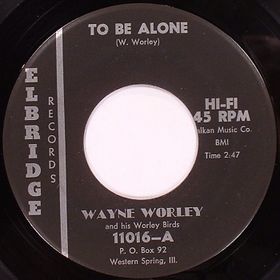 TO BE ALONE
(W. Worley)
ELBRIDGE
RECORDS
HI-FI
45 RPM
Music Co.
BMI
Time 2:47
WAYNE WORLEY
and his Worley Birds
11016-A
P. O. Box 92
Western Spring, Ill.